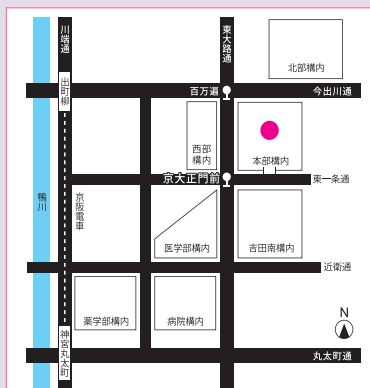 川端通
東大路通
北部構内
出町柳
百万遍
今出川通
西部
構内
本部構内
京大正門前
東一条通
鴨川
京阪電車
医学部構内
吉田南構内
近衛通
薬学部構内
病院構内
N
神宮丸太町
丸太町通